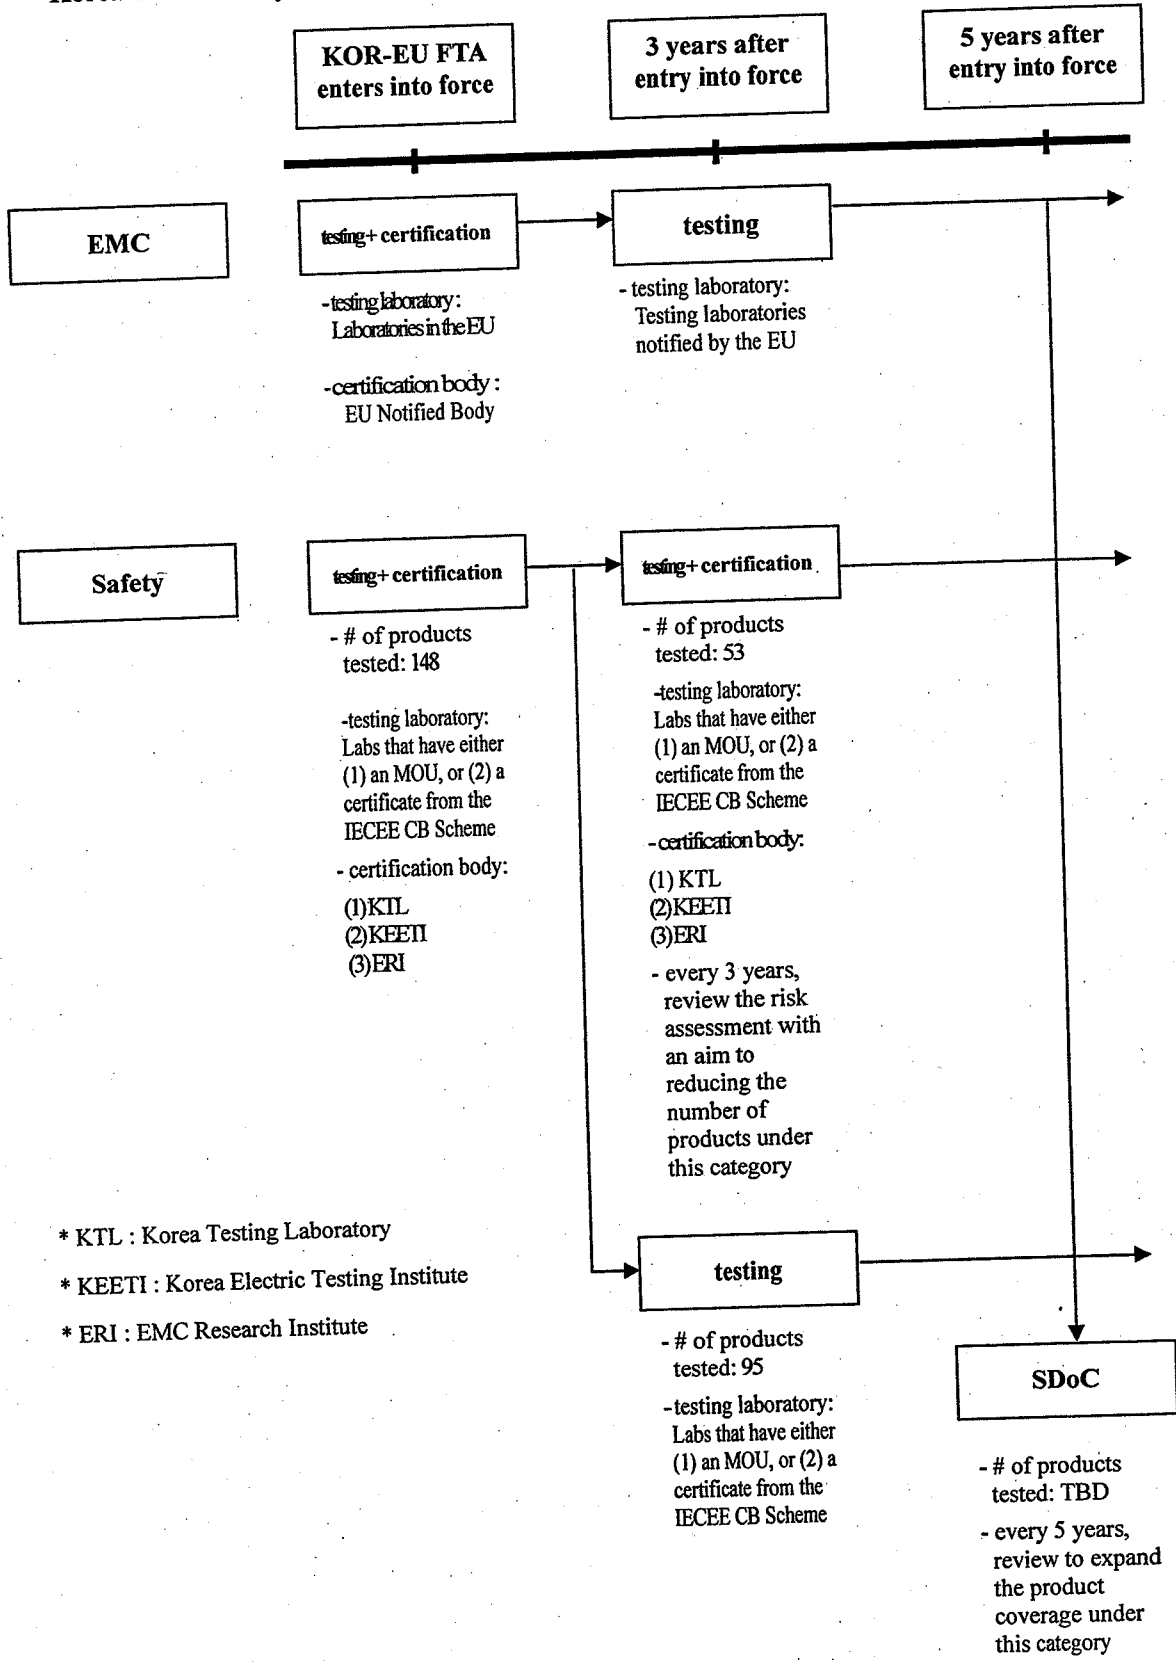 KOR-EU FTA
enters into force
3 years after
entry into force
5 years after
entry into force
EMC
testing+ certification
testing
- testing laboratory :
Laboratories in the EU
- certification body :
EU Notified Body
- testing laboratory:
Testing laboratories
notified by the EU
Safety
testing+ certification
testing+ certification
- # of products
tested: 148
-testing laboratory:
Labs that have either
(1) an MOU, or (2) a
certificate from the
IECEE CB Scheme
- certification body:
(1)KTL
(2)KEETI
(3)ERI
- # of products
tested: 53
-testing laboratory:
Labs that have either
(1) an MOU, or (2) a
certificate from the
IECEE CB Scheme
- certification body:
(1) KTL
(2)KEETI
(3)ERI
- every 3 years,
review the risk
assessment with
an aim to
reducing the
number of
products under
this category
* KTL : Korea Testing Laboratory
* KEETI : Korea Electric Testing Institute
* ERI : EMC Research Institute
testing
- # of products
tested: 95
- testing laboratory:
Labs that have either
(1) an MOU, or (2) a
certificate from the
IECEE CB Scheme
SDoC
- # of products
tested: TBD
- every 5 years,
review to expand
the product
coverage under
this category